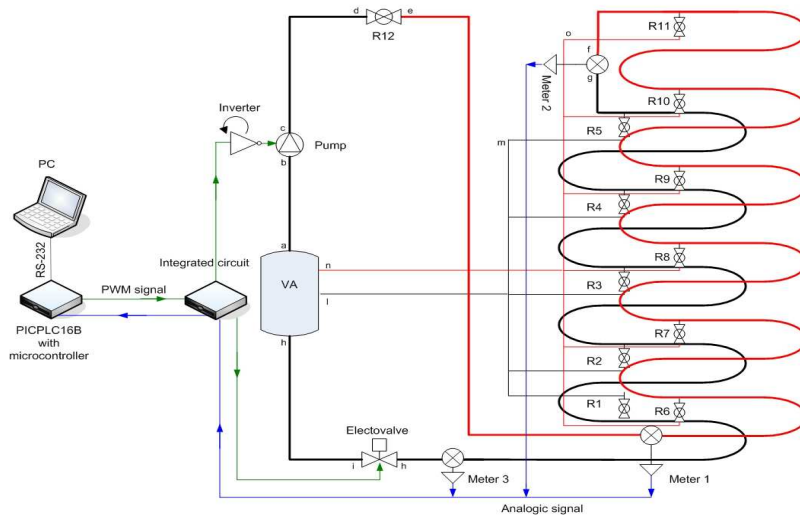 d
e
R12
R11
o
f
g
Meter 2
R10
Inverter
c
Pump
b
R5
m
PC
R9
R4
RS-232
Integrated circuit
a
n
R8
VA
R3
l
PWM signal
PICPLC16B
with
microcontroller
h
R7
R2
R1
R6
Electovalve
i
h
Meter 3
Meter 1
Analogic signal